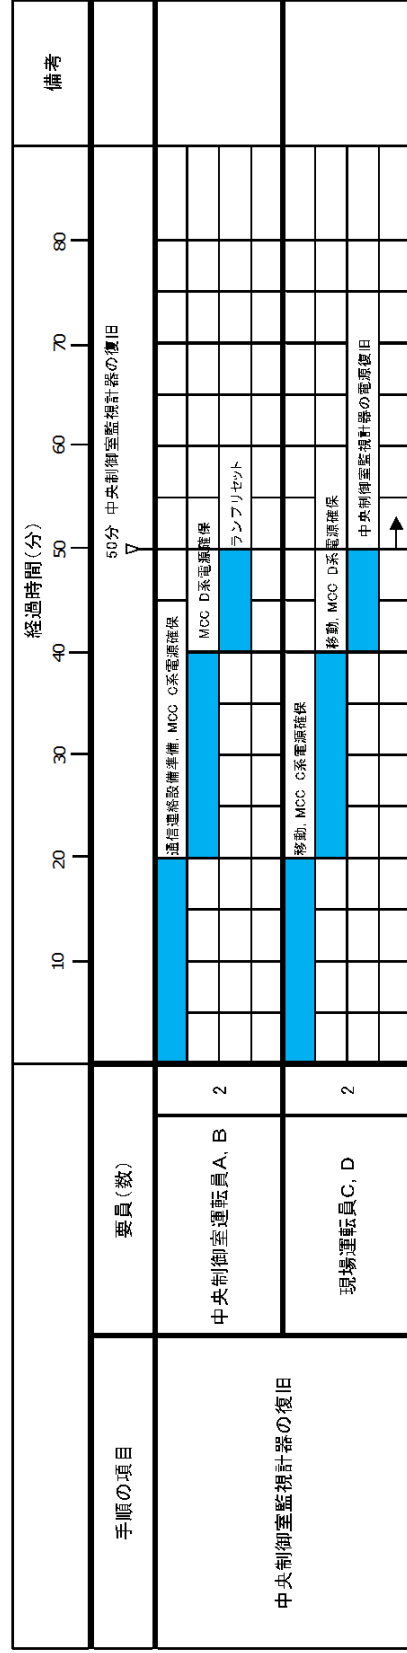 経過時間(分)
備考
10
20
30
40
50
60
70
80
手順の項目
要員(数)
50分 中央制御室監視計器の復旧
▽
中央制御室監視計器の復旧
中央制御室運転員A, B
2
通信連絡設備準備, MCC C系電源確保
MCC D系電源確保
ランプリセット
現場運転員C, D
2
移動, MCC C系電源確保
移動, MCC D系電源確保
中央制御室監視計器の電源復旧